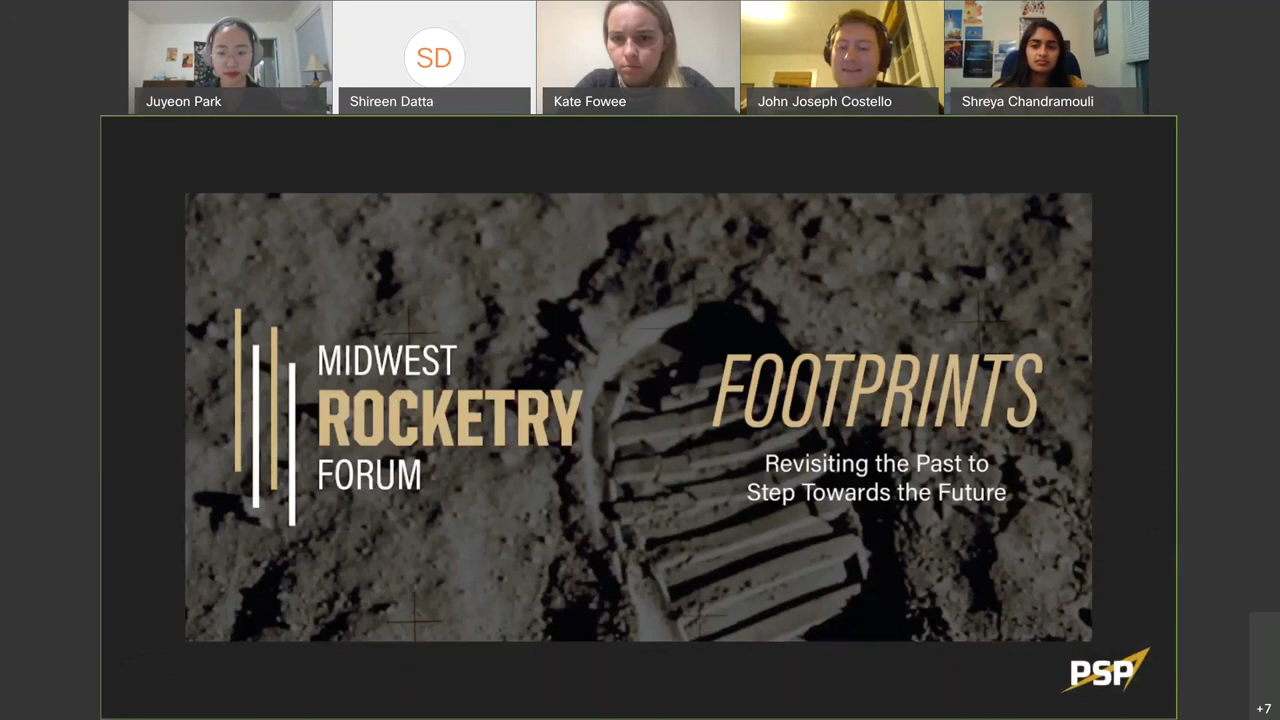 SD
Juyeon Park
Shireen Datta
Kate Fowee
John Joseph Costello
Shreya Chandramouli
MIDWEST
ROCKETRY
FORUM
FOOTPRINTS
Revisiting the Past to
Step Towards the Future
PSP
+7